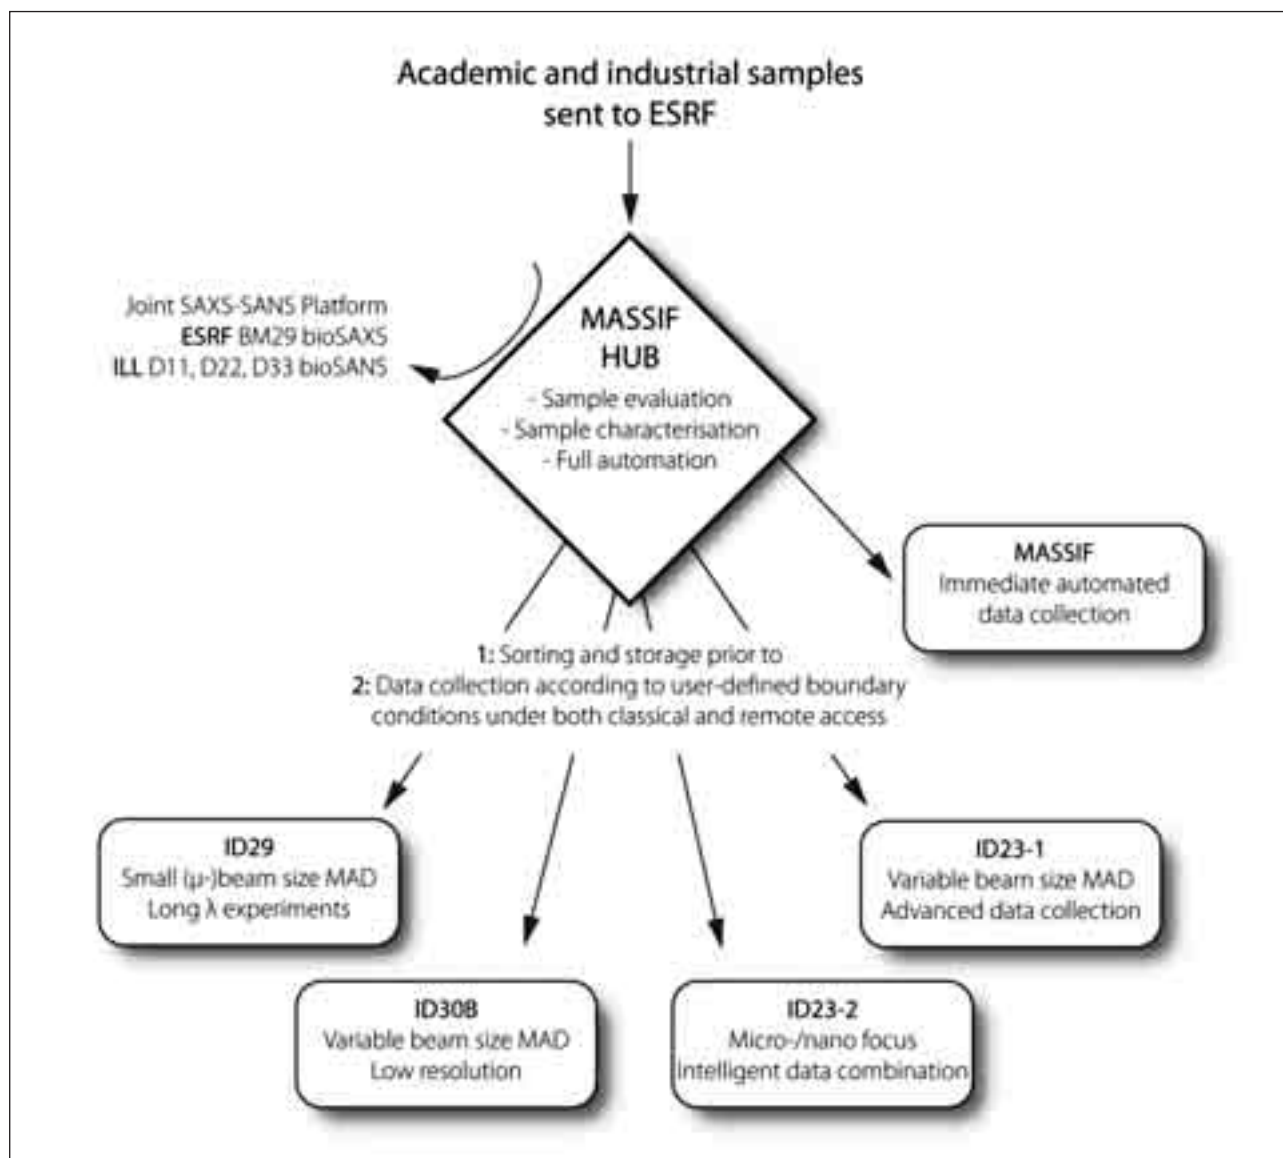 Academic and industrial samples
sent to ESRF
Joint SAXS-SANS Platform
ESRF BM29 bioSAXS
ILL D11, D22, D33 bioSANS
MASSIF
HUB
- Sample evaluation
- Sample characterisation
- Full automation
MASSIF
Immediate automated
data collection
1: Sorting and storage prior to
2: Data collection according to user-defined boundary
conditions under both classical and remote access
ID29
Small (μ-)beam size MAD
Long λ experiments
ID23-1
Variable beam size MAD
Advanced data collection
ID30B
Variable beam size MAD
Low resolution
ID23-2
Micro-/nano focus
Intelligent data combination